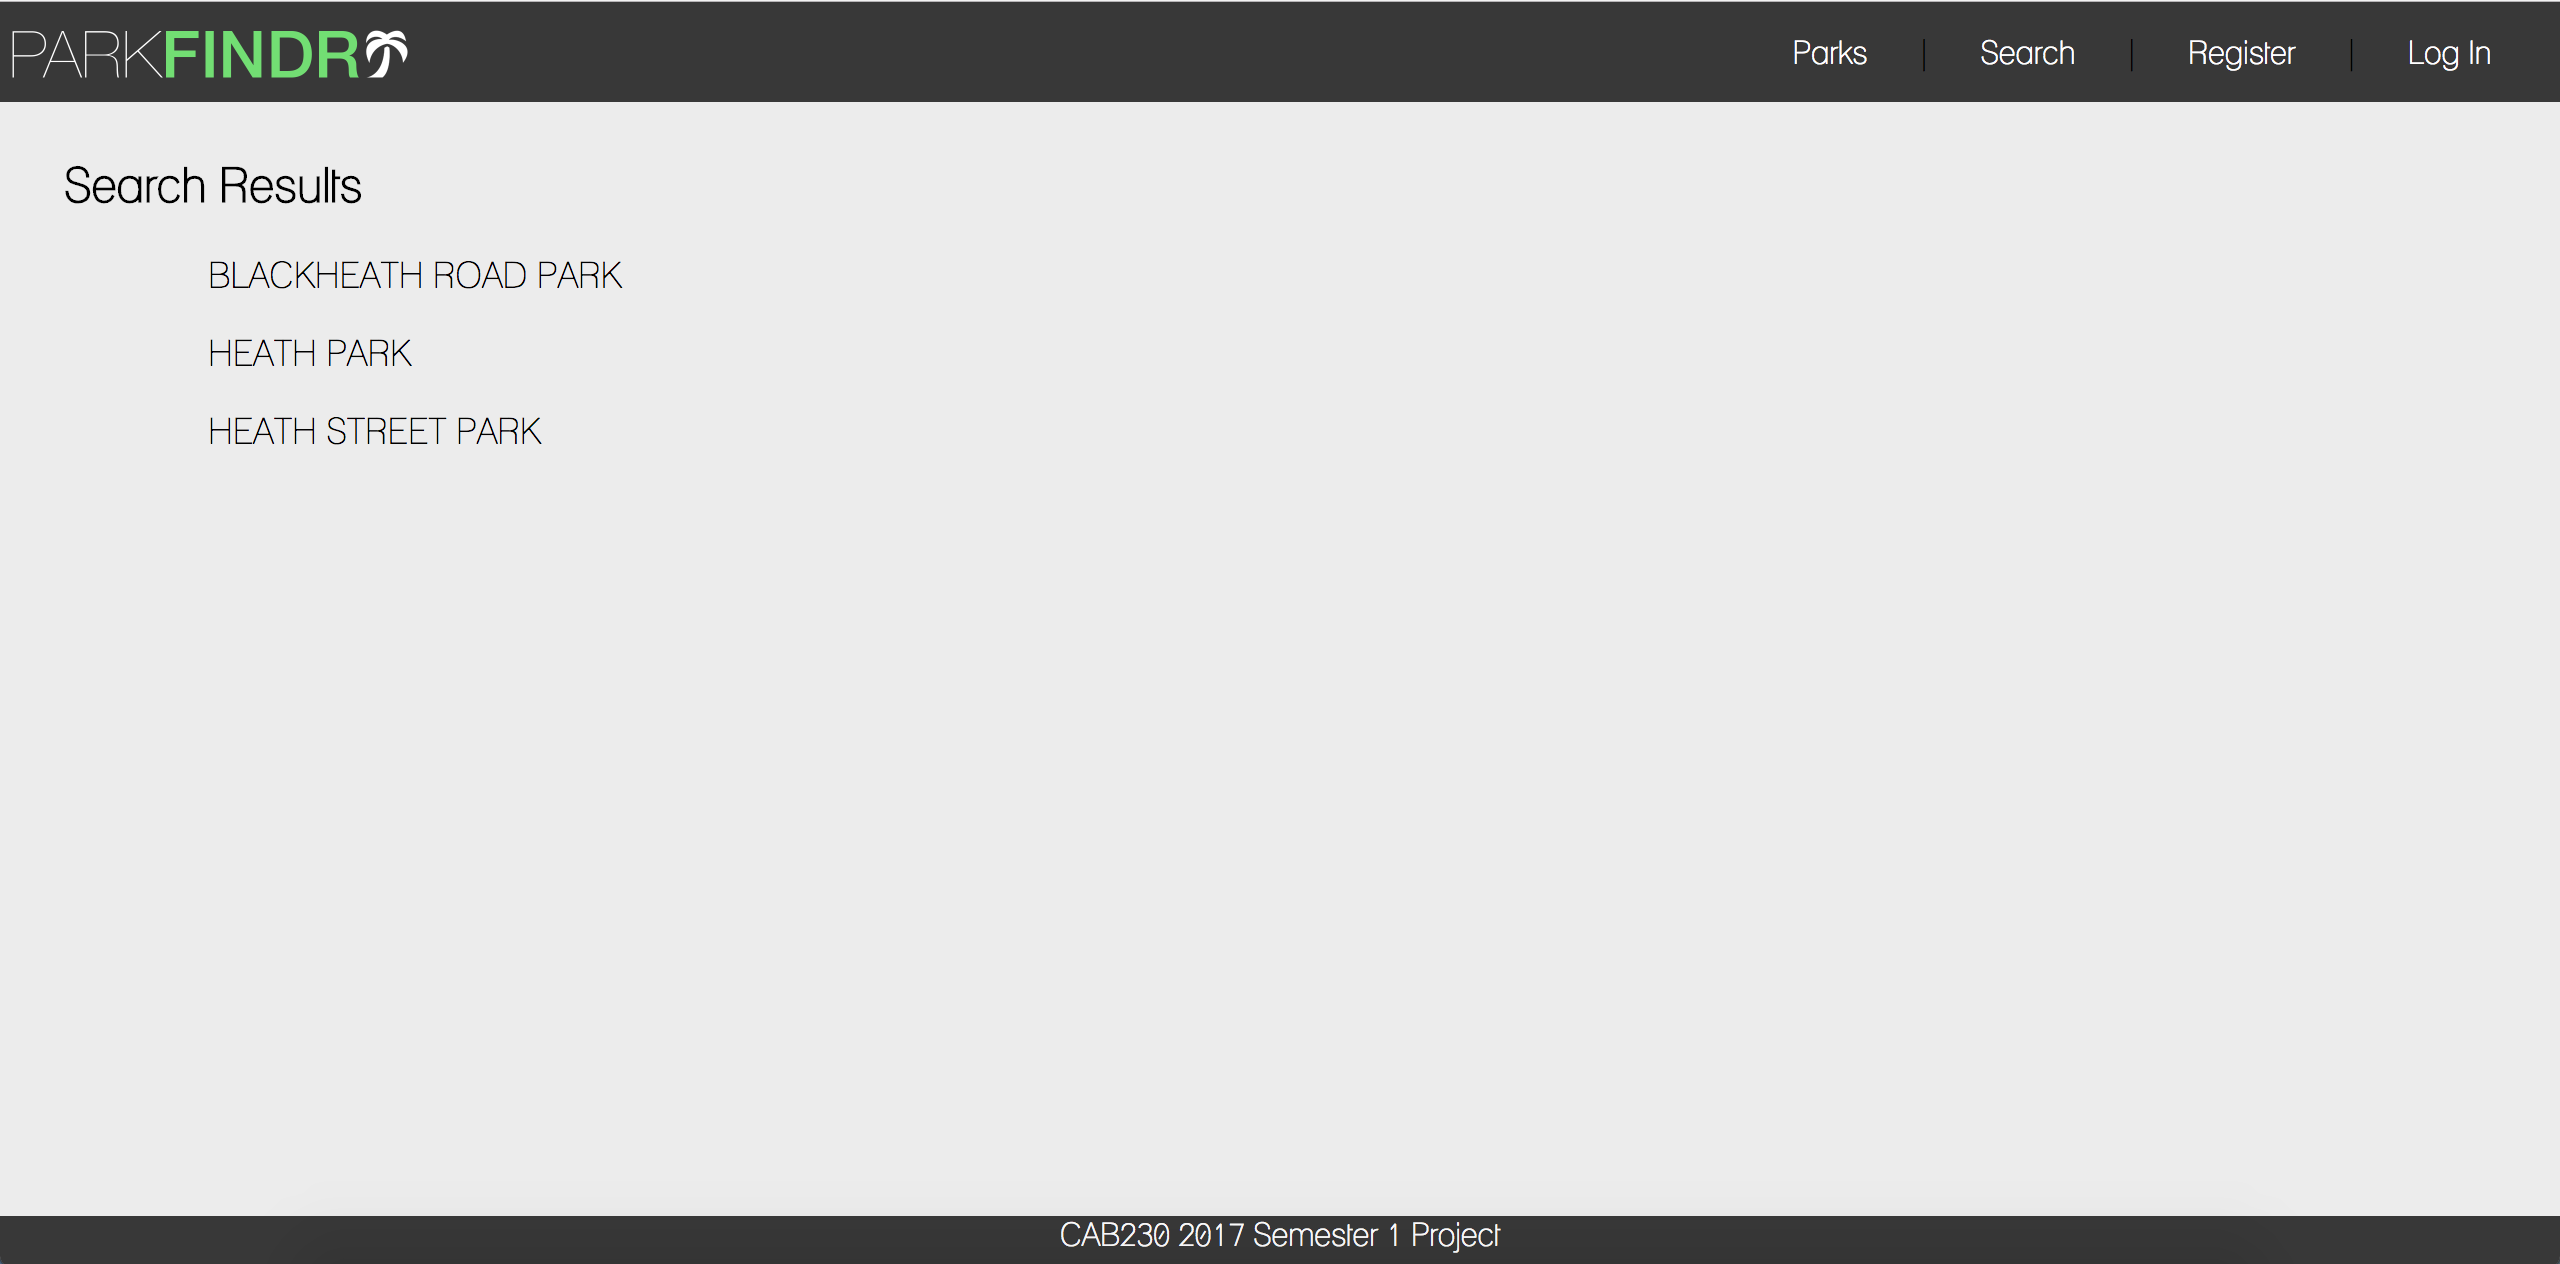 PARKFINDR
Parks | Search | Register | Log In
Search Results
BLACKHEATH ROAD PARK
HEATH PARK
HEATH STREET PARK
CAB230 2017 Semester 1 Project